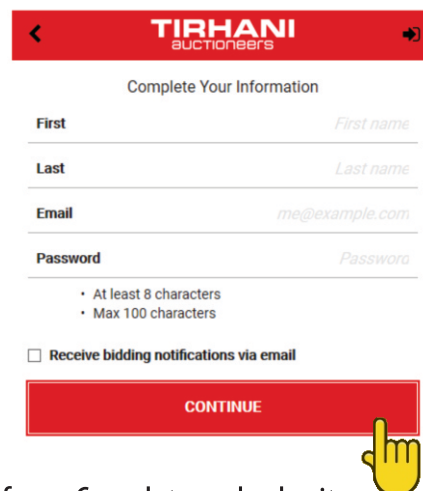 TIRHANI
auctioneers
Complete Your Information
First First name
Last Last name
Email me@example.com
Password Password
• At least 8 characters
• Max 100 characters
Receive bidding notifications via email
CONTINUE